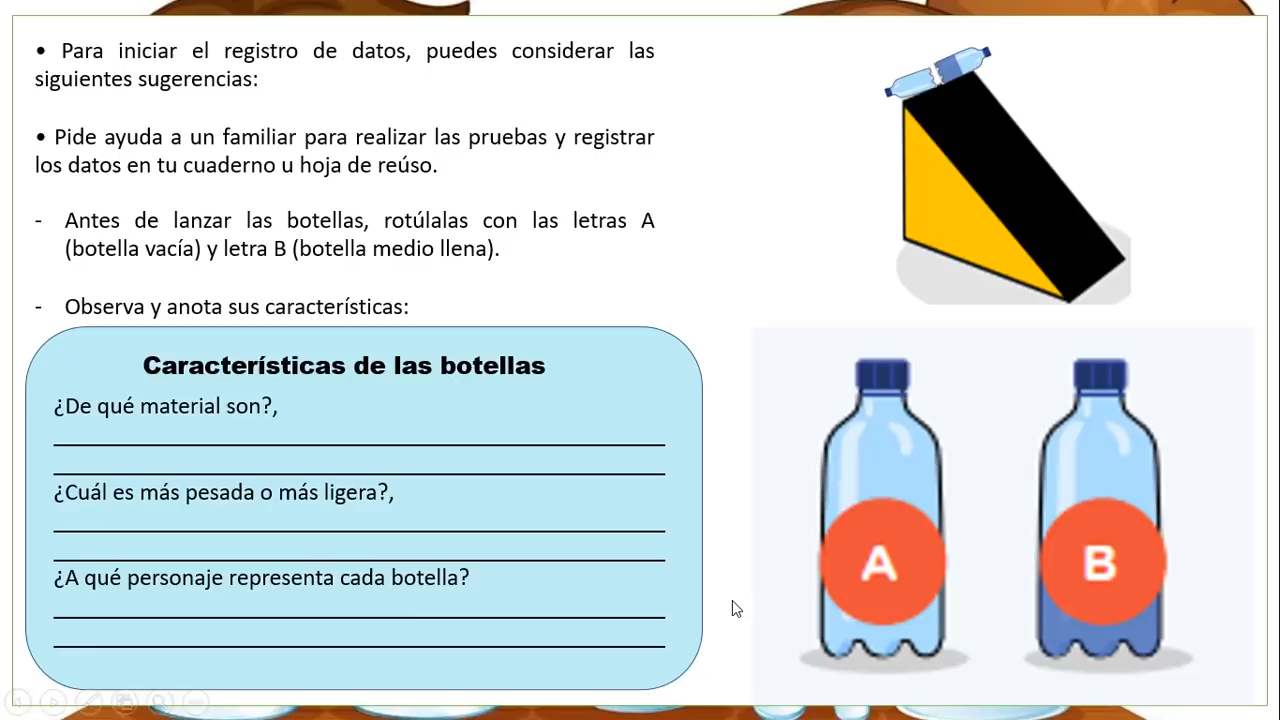 • Para iniciar el registro de datos, puedes considerar las
siguientes sugerencias:
• Pide ayuda a un familiar para realizar las pruebas y registrar
los datos en tu cuaderno u hoja de reúso.
- Antes de lanzar las botellas, rotúlalas con las letras A
(botella vacía) y letra B (botella medio llena).
- Observa y anota sus características:
Características de las botellas
¿De qué material son?,
¿Cuál es más pesada o más ligera?,
¿A qué personaje representa cada botella?
A
B